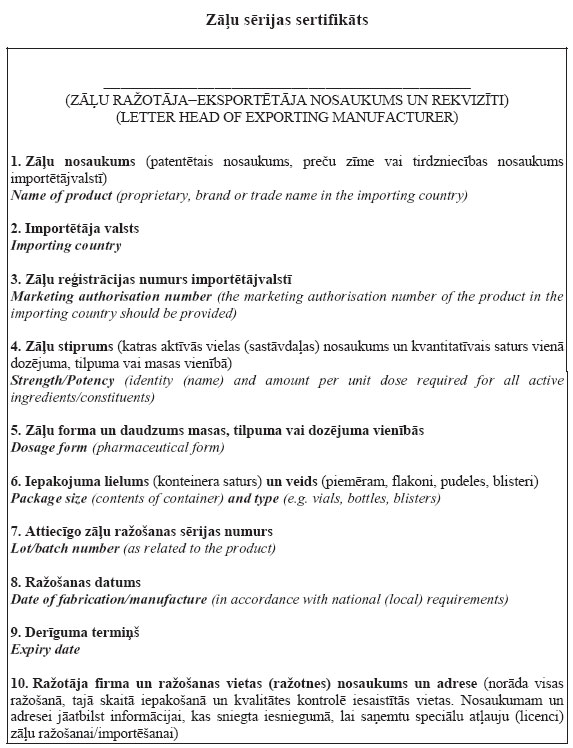 Zāļu sērijas sertifikāts
(ZĀĻU RAŽOTĀJA–EKSPORTĒTĀJA NOSAUKUMS UN REKVIZĪTI)
(LETTER HEAD OF EXPORTING MANUFACTURER)
1. Zāļu nosaukums (patentētais nosaukums, preču zīme vai tirdzniecības nosaukums
importētājvalstī)
Name of product (proprietary, brand or trade name in the importing country)
2. Importētāja valsts
Importing country
3. Zāļu reģistrācijas numurs importētājvalstī
Marketing authorisation number (the marketing authorisation number of the product in the
importing country should be provided)
4. Zāļu stiprums (katras aktīvās vielas (sastāvdaļas) nosaukums un kvantitatīvais saturs vienā
dozējuma, tilpuma vai masas vienībā)
Strength/Potency (identity (name) and amount per unit dose required for all active
ingredients/constituents)
5. Zāļu forma un daudzums masas, tilpuma vai dozējuma vienībās
Dosage form (pharmaceutical form)
6. Iepakojuma lielums (konteinera saturs) un veids (piemēram, flakoni, pudeles, blisteri)
Package size (contents of container) and type (e.g. vials, bottles, blisters)
7. Attiecīgo zāļu ražošanas sērijas numurs
Lot/batch number (as related to the product)
8. Ražošanas datums
Date of fabrication/manufacture (in accordance with national (local) requirements)
9. Derīguma termiņš
Expiry date
10. Ražotāja firma un ražošanas vietas (ražotnes) nosaukums un adrese (norāda visas
ražošanā, tajā skaitā iepakošanā un kvalitātes kontrolē iesaistītās vietas. Nosaukumam un
adresei jāatbilst informācijai, kas sniegta iesniegumā, lai saņemtu speciālu atļauju (licenci)
zāļu ražošanai/importēšanai)